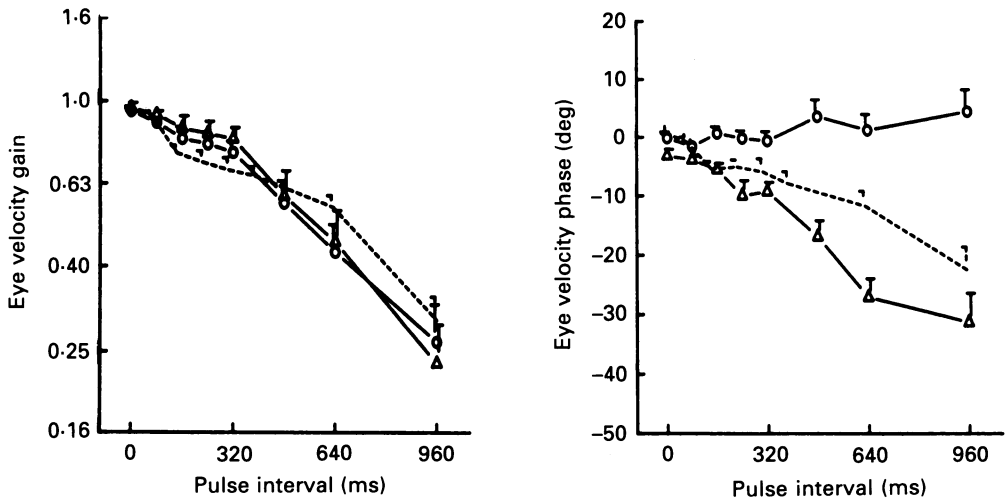 Eye velocity gain
1·6
1·0
0·63
0·40
0·25
0·16
0 320 640 960
Pulse interval (ms)
Eye velocity phase (deg)
20
10
0
−10
−20
−30
−40
−50
0 320 640 960
Pulse interval (ms)